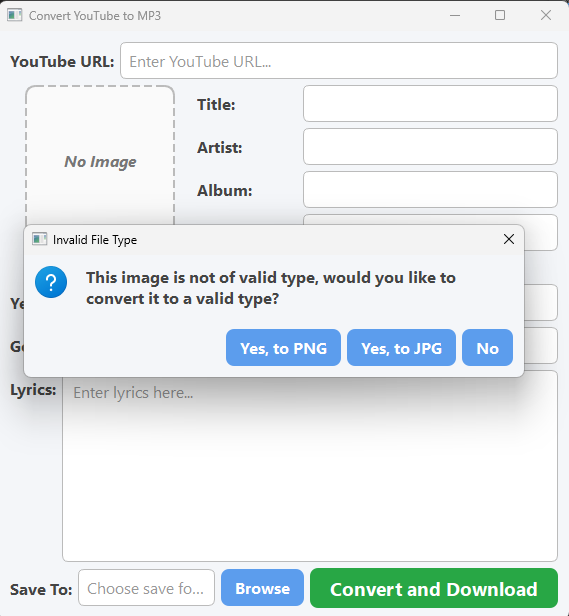 Convert YouTube to MP3
YouTube URL: Enter YouTube URL...
No Image
Title:
Artist:
Album:
Invalid File Type
This image is not of valid type, would you like to
convert it to a valid type?
Yes, to PNG Yes, to JPG No
Lyrics: Enter lyrics here...
Save To: Choose save fo... Browse Convert and Download